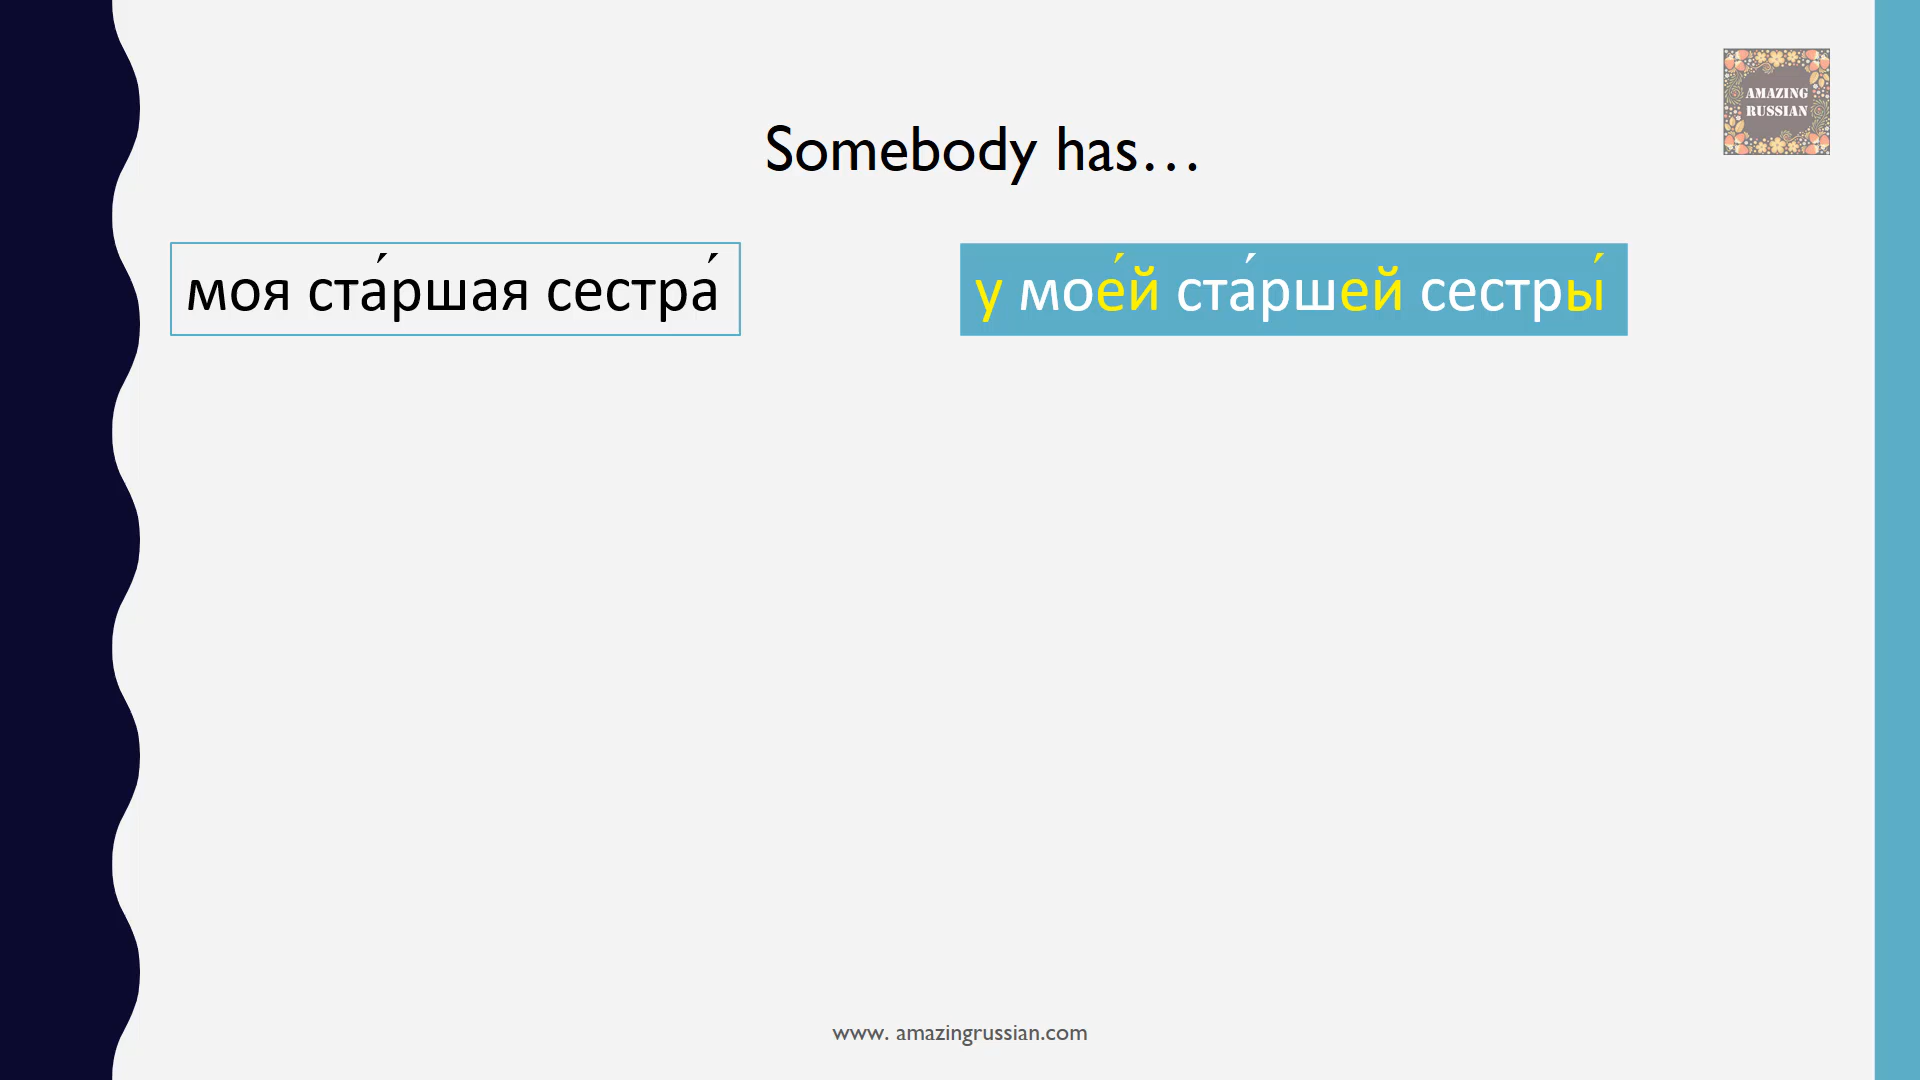 AMAZING
RUSSIAN
Somebody has…
моя ста́ршая сестра́
у мое́й ста́ршей сестры́
www. amazingrussian.com